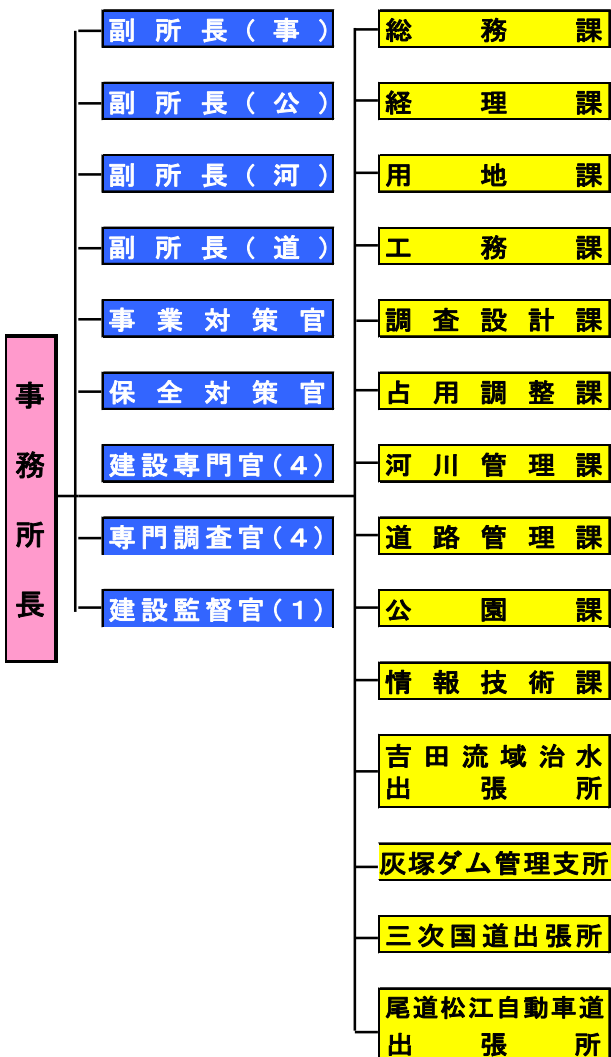 事務所長
副所長(事)
副所長(公)
副所長(河)
副所長(道)
事業対策官
保全対策官
建設専門官(4)
専門調査官(4)
建設監督官(1)
総務課
経理課
用地課
工務課
調査設計課
占用調整課
河川管理課
道路管理課
公園課
情報技術課
吉田流域治水
出張所
灰塚ダム管理支所
三次国道出張所
尾道松江自動車道
出張所